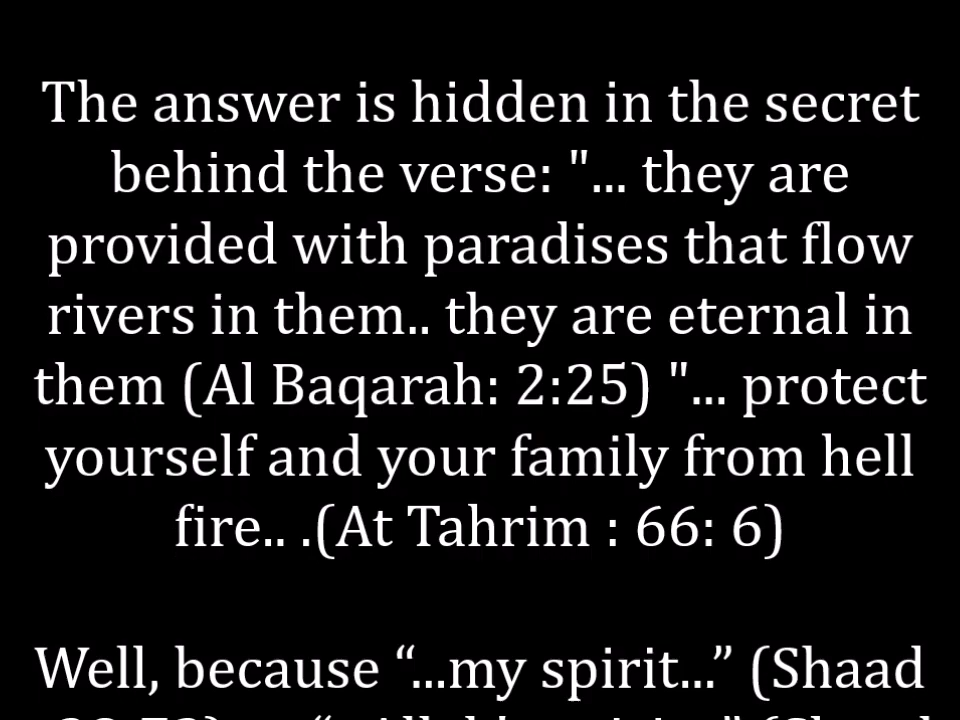 The answer is hidden in the secret
behind the verse: "... they are
provided with paradises that flow
rivers in them.. they are eternal in
them (Al Baqarah: 2:25) "... protect
yourself and your family from hell
fire.. .(At Tahrim : 66: 6)
Well, because “...my spirit...” (Shaad